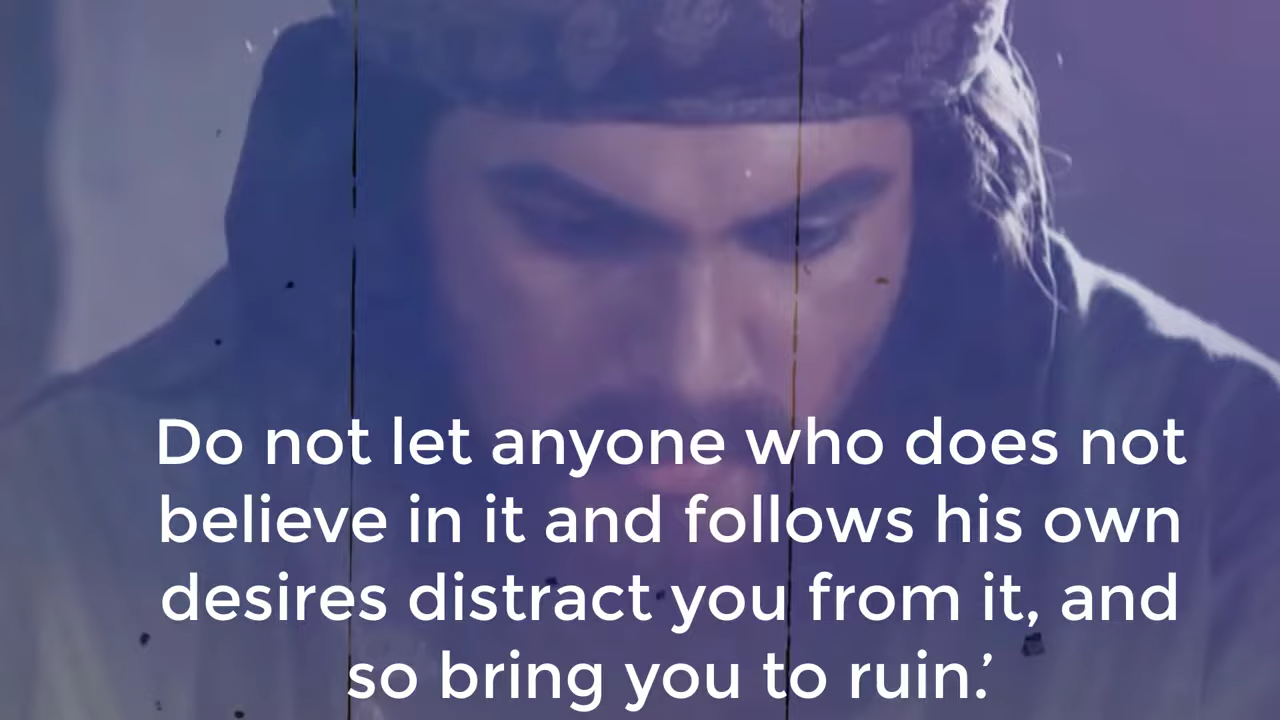 Do not let anyone who does not
believe in it and follows his own
desires distract you from it, and
so bring you to ruin.’